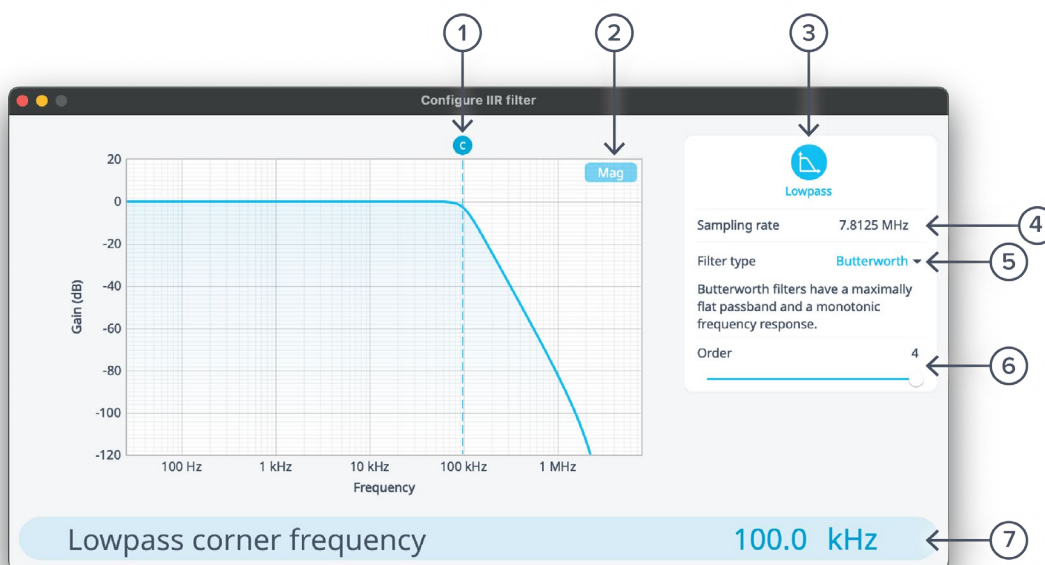 1
2
3
Configure IIR filter
C
Mag
20
0
-20
-40
-60
-80
-100
-120
Gain (dB)
100 Hz
1 kHz
10 kHz
100 kHz
1 MHz
Frequency
Lowpass
Sampling rate
7.8125 MHz
4
Filter type
Butterworth
5
Butterworth filters have a maximally
flat passband and a monotonic
frequency response.
Order
4
6
Lowpass corner frequency
100.0 kHz
7